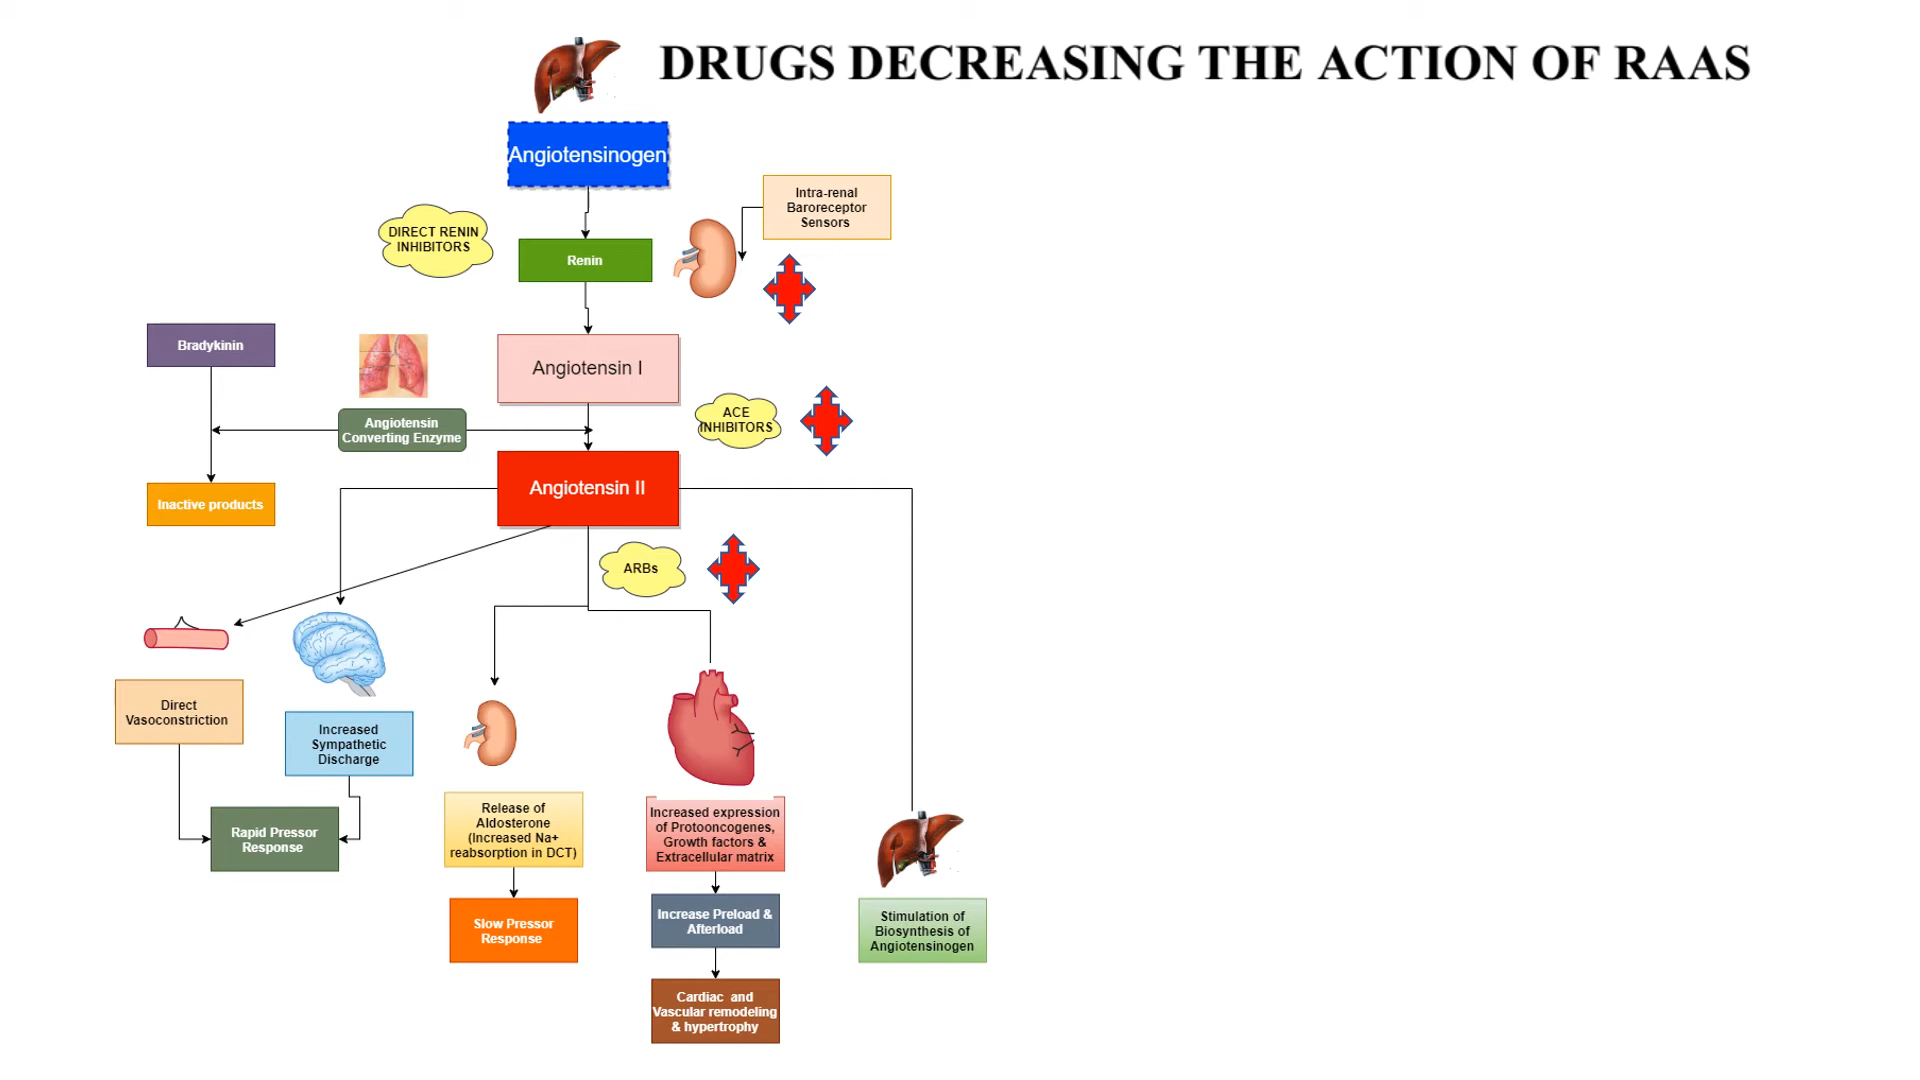 DRUGS DECREASING THE ACTION OF RAAS
Angiotensinogen
Intra-renal
Baroreceptor
Sensors
DIRECT RENIN
INHIBITORS
Renin
Bradykinin
Angiotensin I
ACE
INHIBITORS
Angiotensin
Converting Enzyme
Angiotensin II
Inactive products
ARBs
Direct
Vasoconstriction
Increased
Sympathetic
Discharge
Rapid Pressor
Response
Release of
Aldosterone
(Increased Na+
reabsorption in DCT)
Increased expression
of Protooncogenes,
Growth factors &
Extracellular matrix
Slow Pressor
Response
Increase Preload &
Afterload
Stimulation of
Biosynthesis of
Angiotensinogen
Cardiac and
Vascular remodeling
& hypertrophy